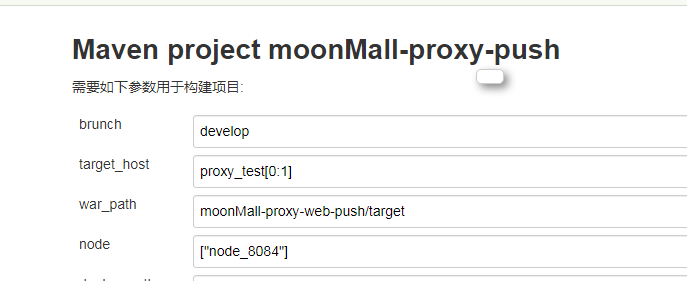 Maven project moonMall-proxy-push
需要如下参数用于构建项目:
brunch develop
target_host proxy_test[0:1]
war_path moonMall-proxy-web-push/target
node ["node_8084"]